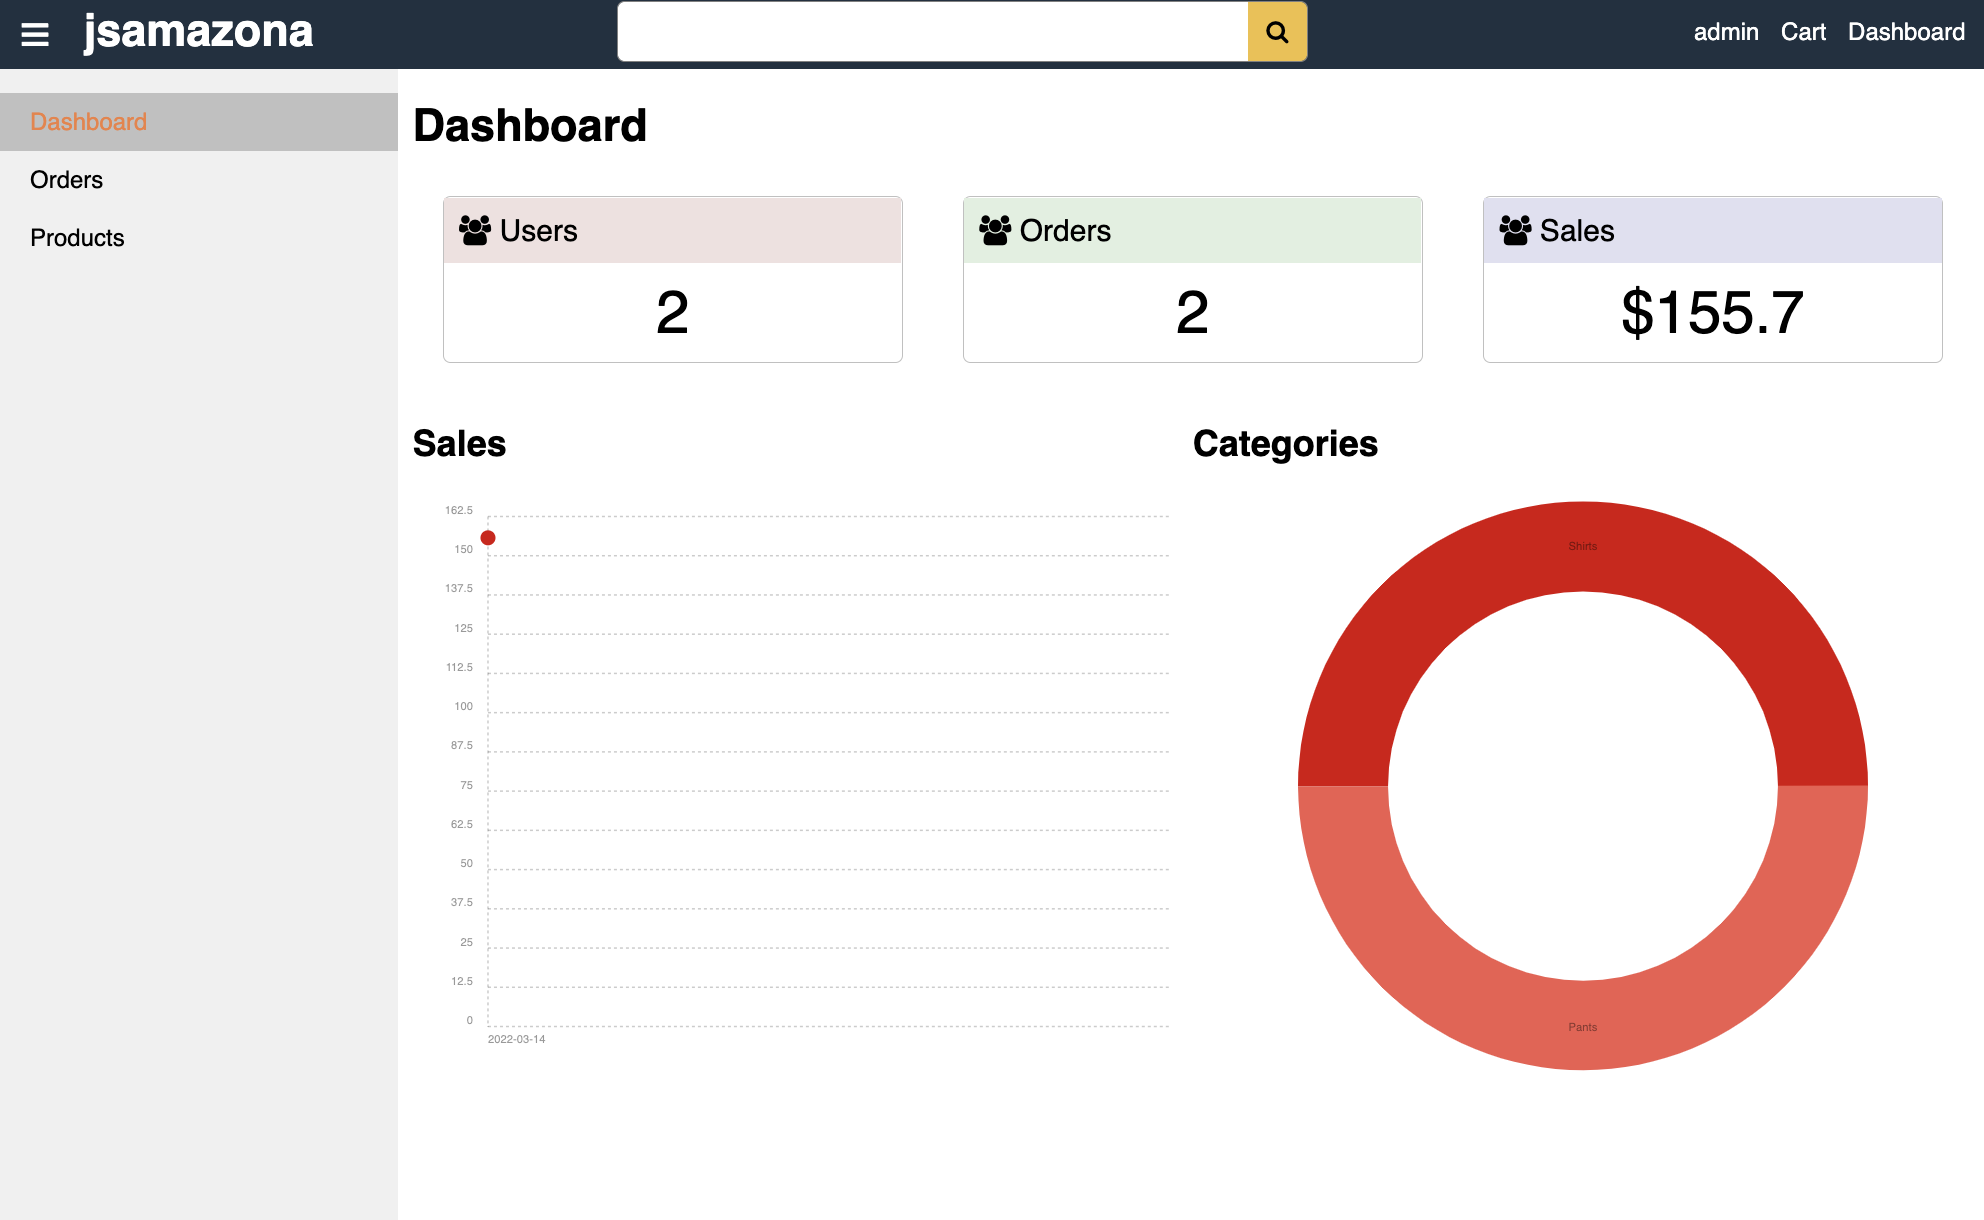 jsamazona
admin Cart Dashboard
Dashboard
Orders
Products
Dashboard
Users
2
Orders
2
Sales
$155.7
Sales
162.5
150
137.5
125
112.5
100
87.5
75
62.5
50
37.5
25
12.5
0
2022-03-14
Categories
Shirts
Pants